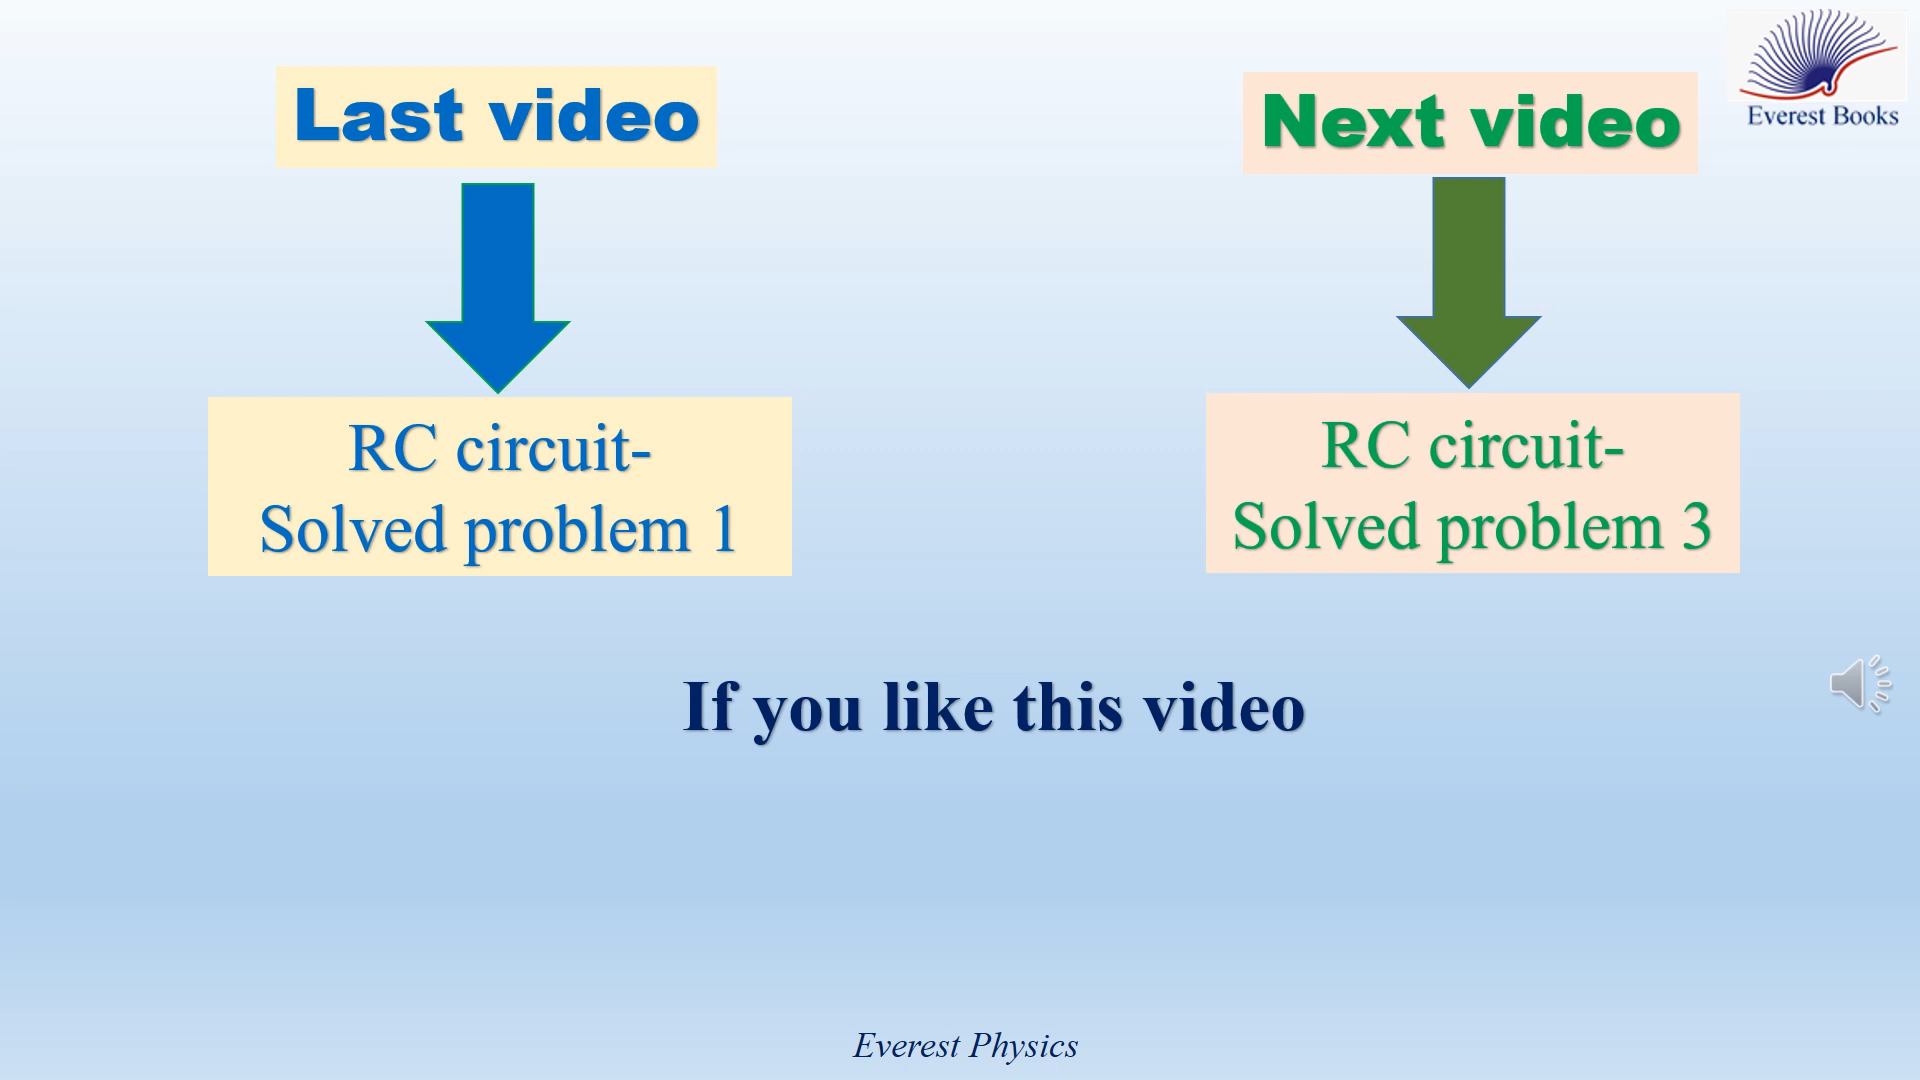 Last video
Next video
Everest Books
RC circuit-
Solved problem 1
RC circuit-
Solved problem 3
If you like this video
Everest Physics